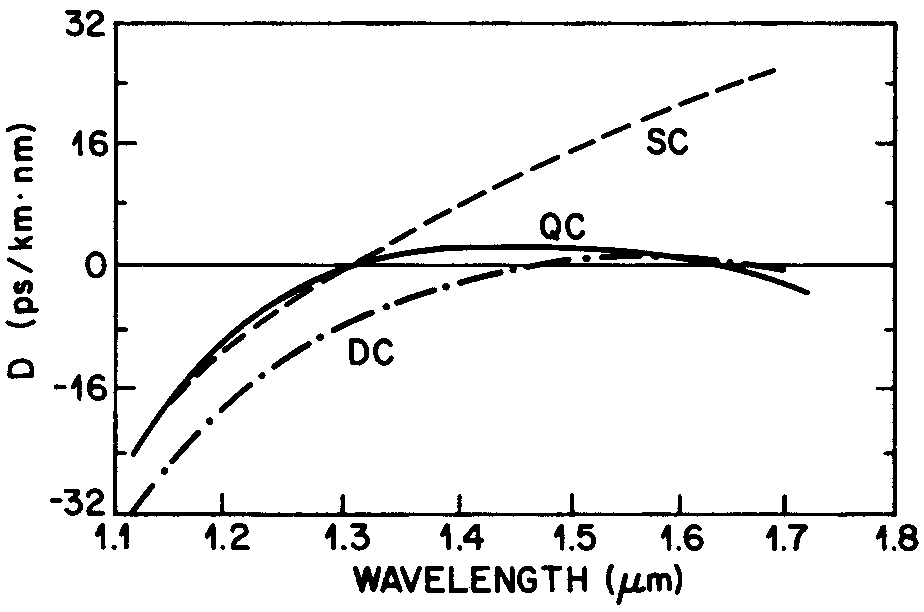 32
16
0
-16
-32
D (ps/km·nm)
SC
QC
DC
1.1 1.2 1.3 1.4 1.5 1.6 1.7 1.8
WAVELENGTH (μm)